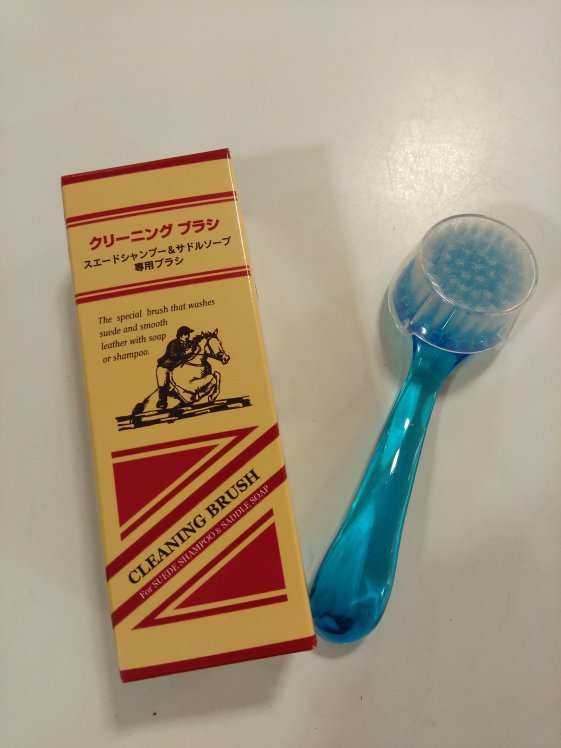 クリーニング ブラシ
スエードシャンプー&サドルソープ
専用ブラシ
The special brush that washes
suede and smooth
leather with soap
or shampoo.
CLEANING BRUSH
For SUEDE SHAMPOO & SADDLE SOAP